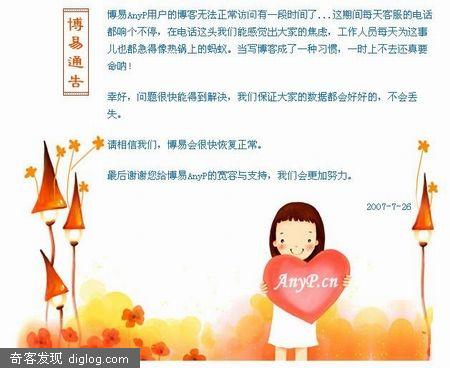 博易通告
博易AnyP用户的博客无法正常访问有一段时间了...这期间每天客服的电话
都响个不停，在电话这头我们能感觉出大家的焦虑，工作人员每天为这事
儿也都急得像热锅上的蚂蚁。当写博客成了一种习惯，一时上不去还真要
命呐！
幸好，问题很快能得到解决，我们保证大家的数据都会好好的，不会丢
失。
请相信我们，博易会很快恢复正常。
最后谢谢您给博易AnyP的宽容与支持，我们会更加努力。
2007-7-26
AnyP.cn
奇客发现 diglog.com